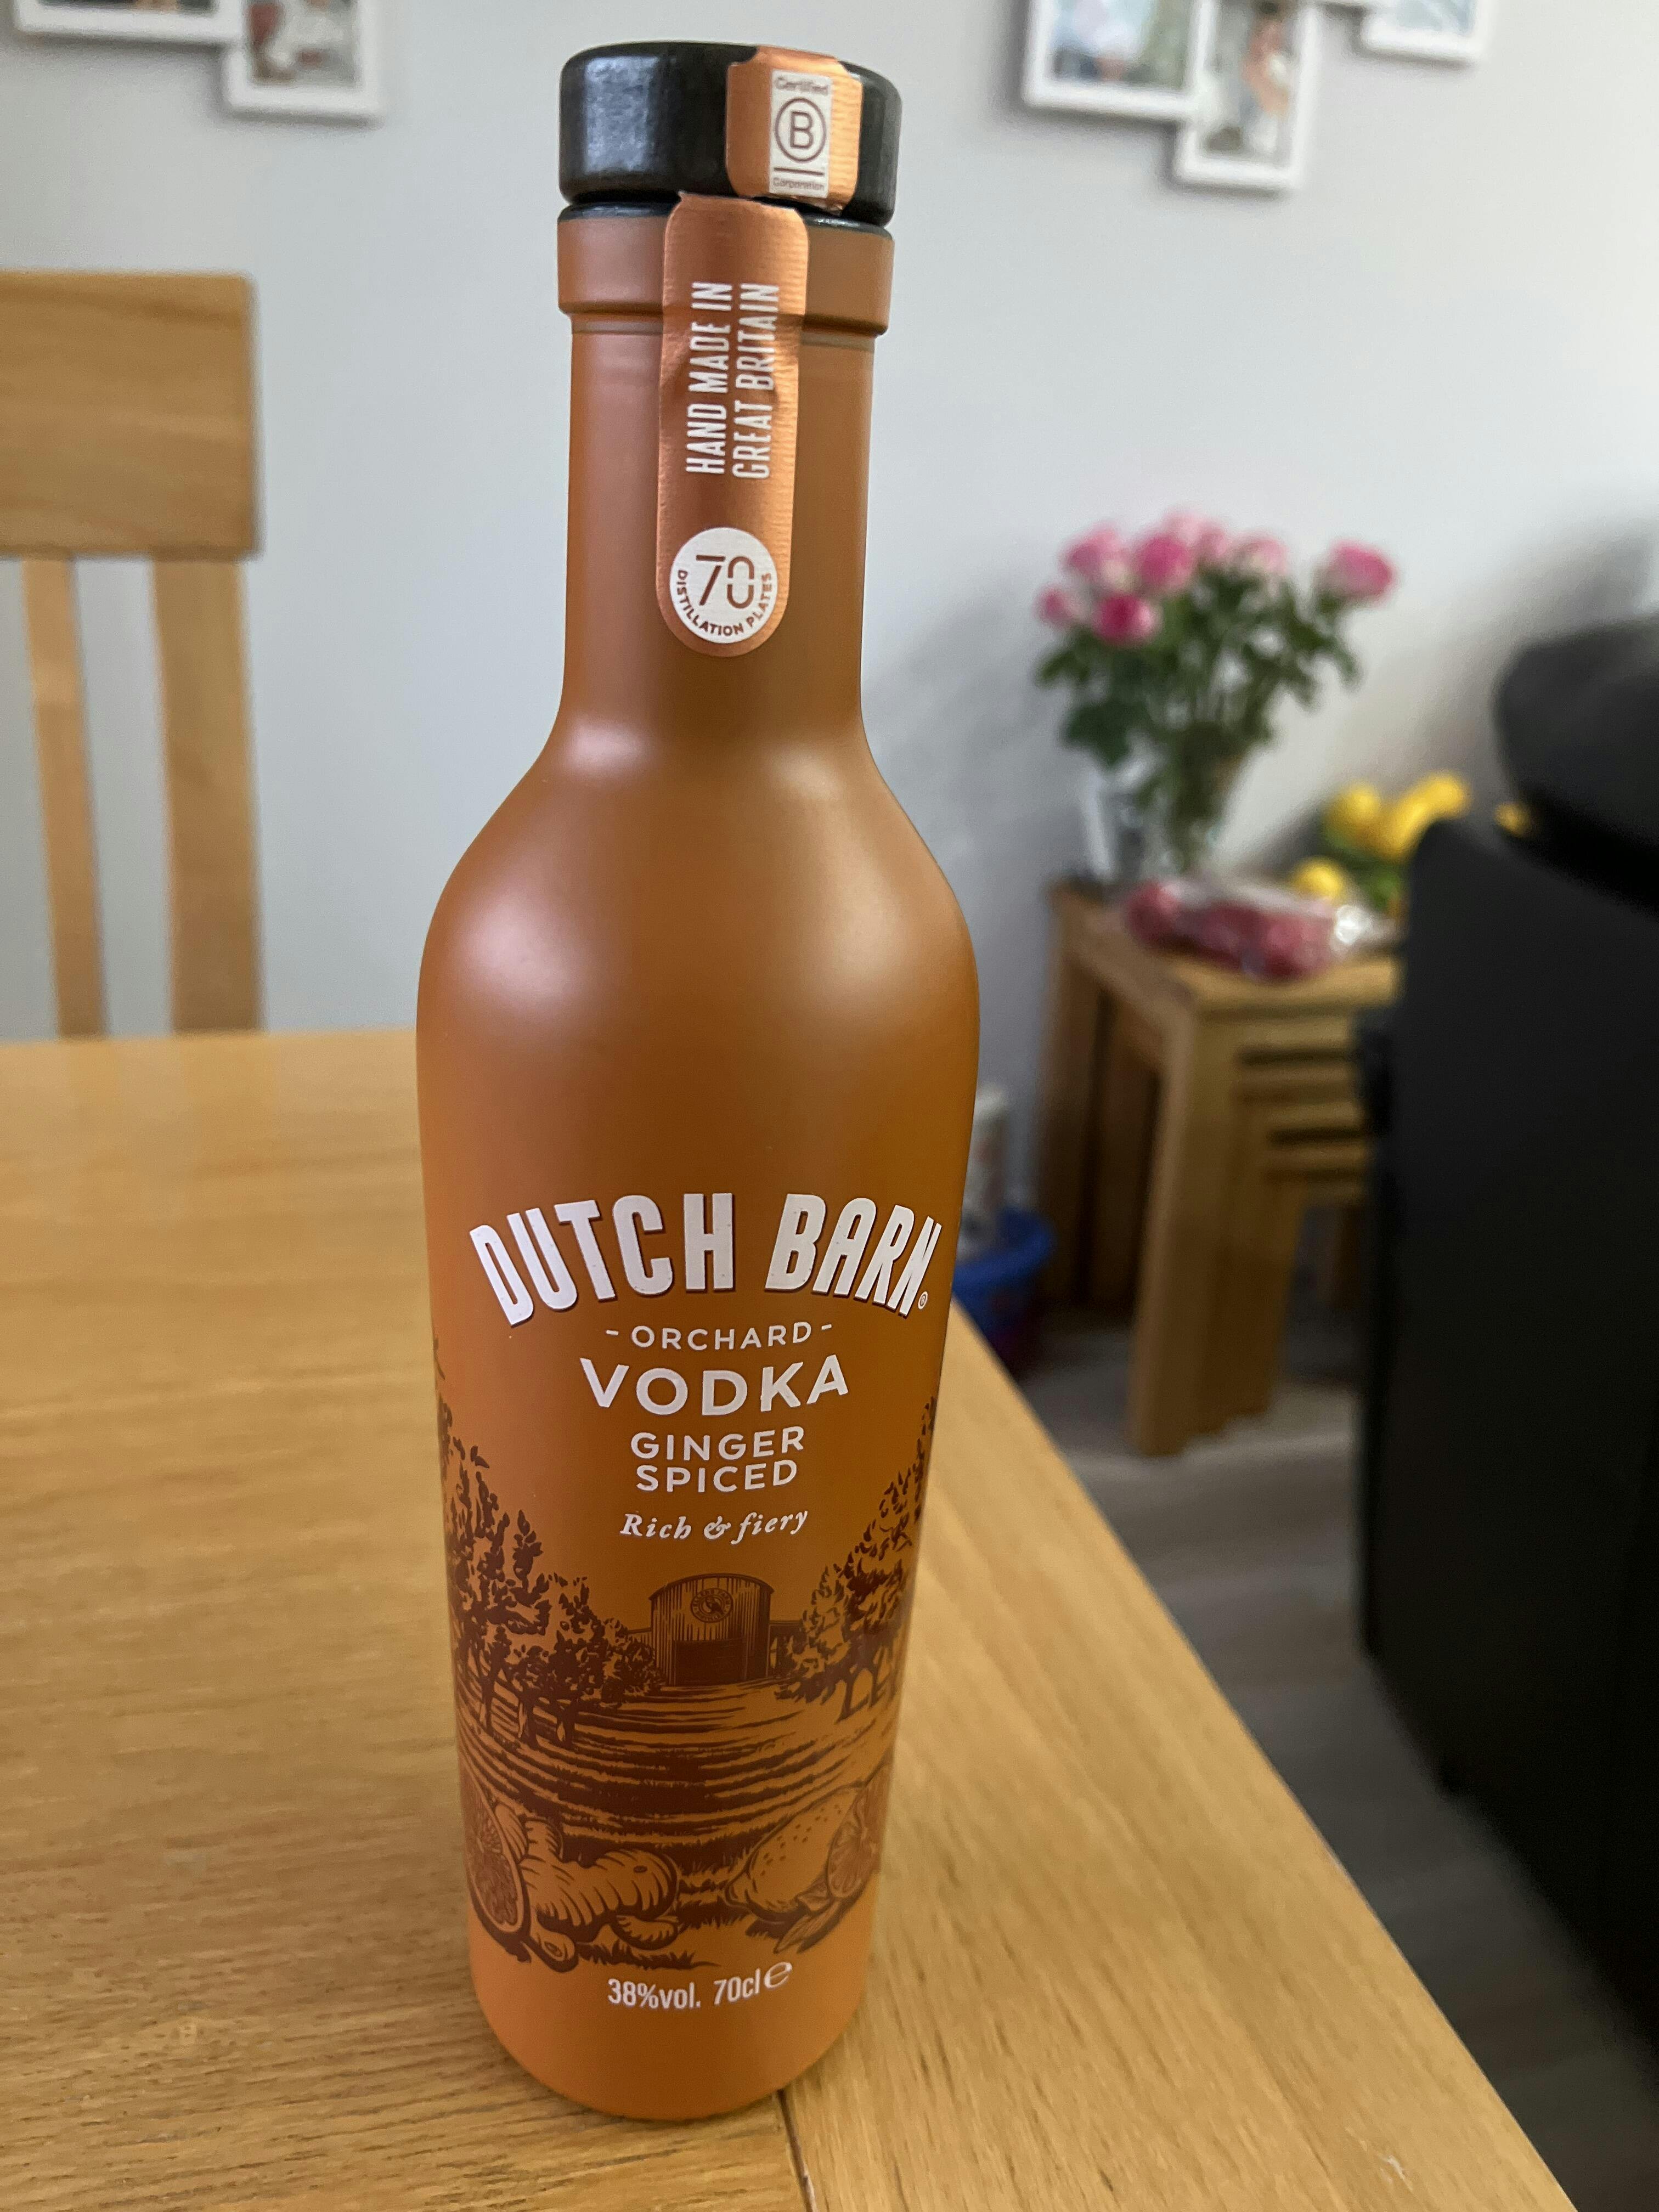 Certified
B
Corporation
HAND MADE IN
GREAT BRITAIN
70
DISTILLATION PLATES
DUTCH BARN®
- ORCHARD -
VODKA
GINGER
SPICED
Rich & fiery
38%vol. 70cl ℮